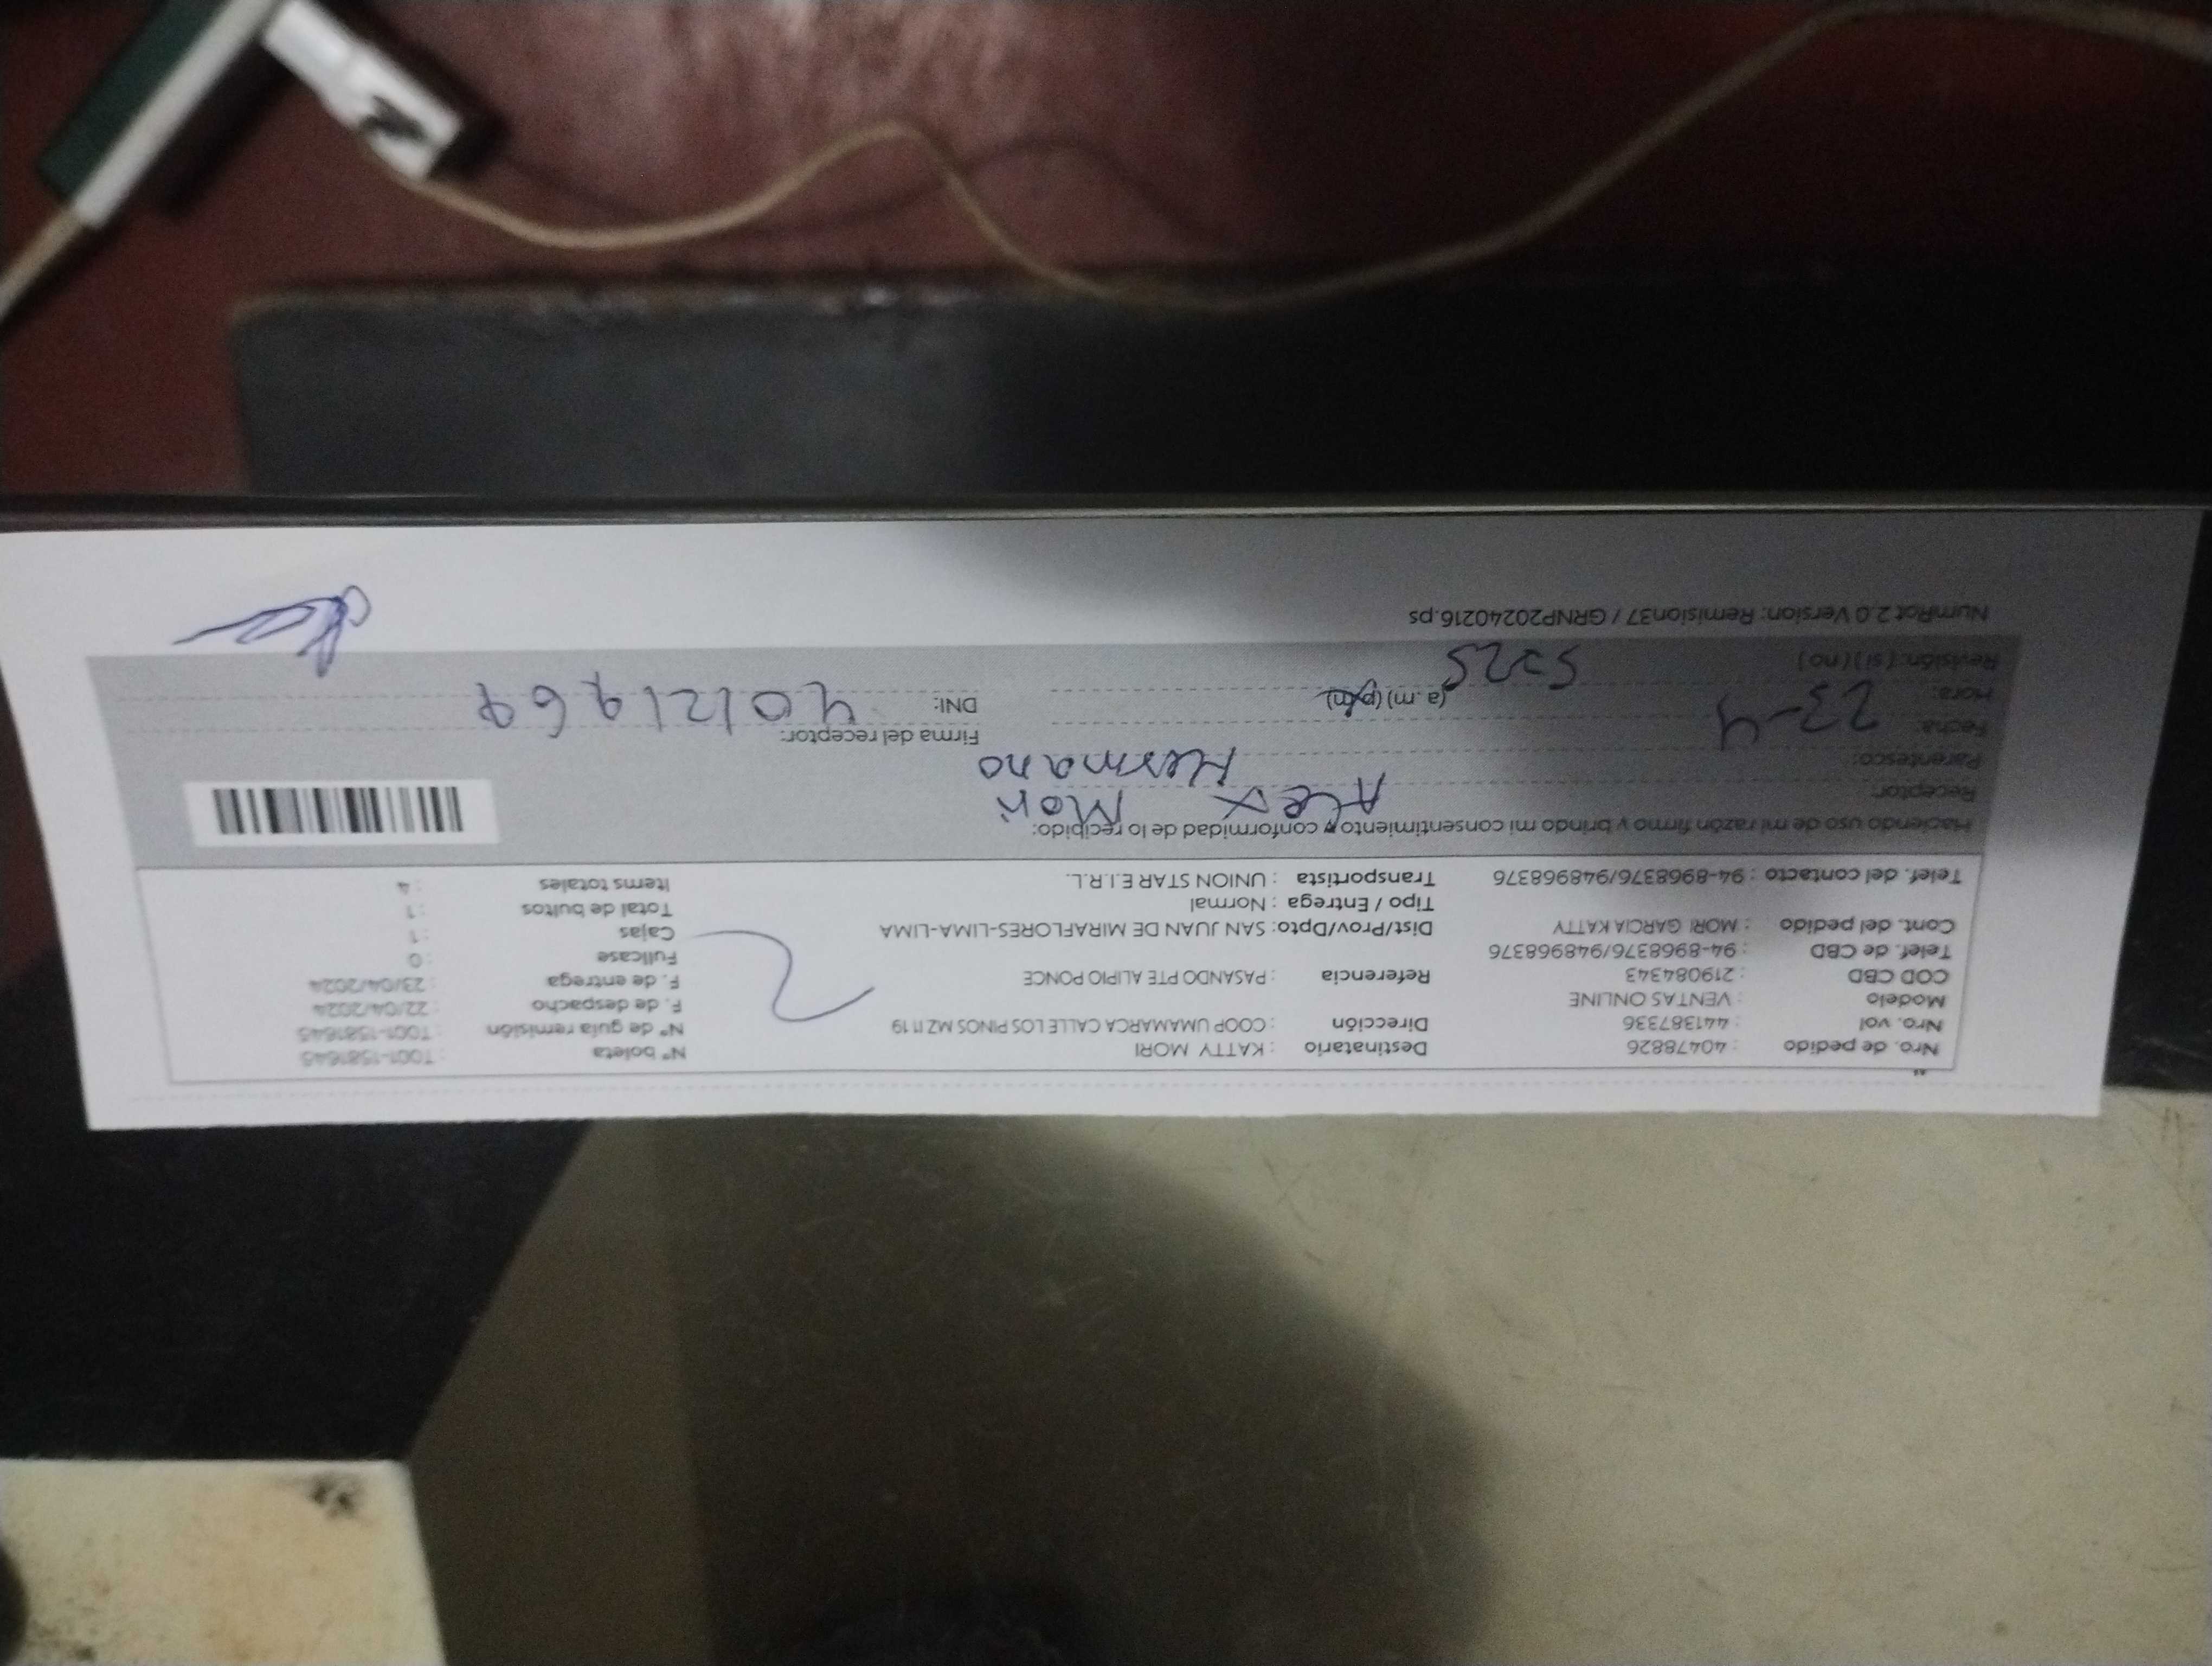 Nro. de pedido : 40478826
Nro. vol : 441387336
Modelo : VENTAS ONLINE
COD CBD : 219084343
Telef. de CBD : 94-8968376/948968376
Cont. del pedido : MORI GARCIA KATTY
Telef. del contacto : 94-8968376/948968376
Destinatario : KATTY MORI
Dirección : COOP UMAMARCA CALLE LOS PINOS MZ I1 19
Referencia : PASANDO PTE ALIPIO PONCE
Dist/Prov/Dpto: SAN JUAN DE MIRAFLORES-LIMA-LIMA
Tipo / Entrega : Normal
Transportista : UNION STAR E.I.R.L.
N° boleta : T001-1581645
N° de guía remisión : T001-1581645
F. de despacho : 22/04/2024
F. de entrega : 23/04/2024
Fullcase : 0
Cajas : 1
Total de bultos : 1
Items totales : 4
Haciendo uso de mi razón firmo y brindo mi consentimiento y conformidad de lo recibido:
Receptor: Alex Mori
Parentesco: Hermano
Fecha: 23-4
Hora: 5:25 (a.m) (p.m)
Revisión: ( si ) ( no )
Firma del receptor:
DNI: 40121969
NumRot 2.0 Version: Remision37 / GRNP20240216.ps